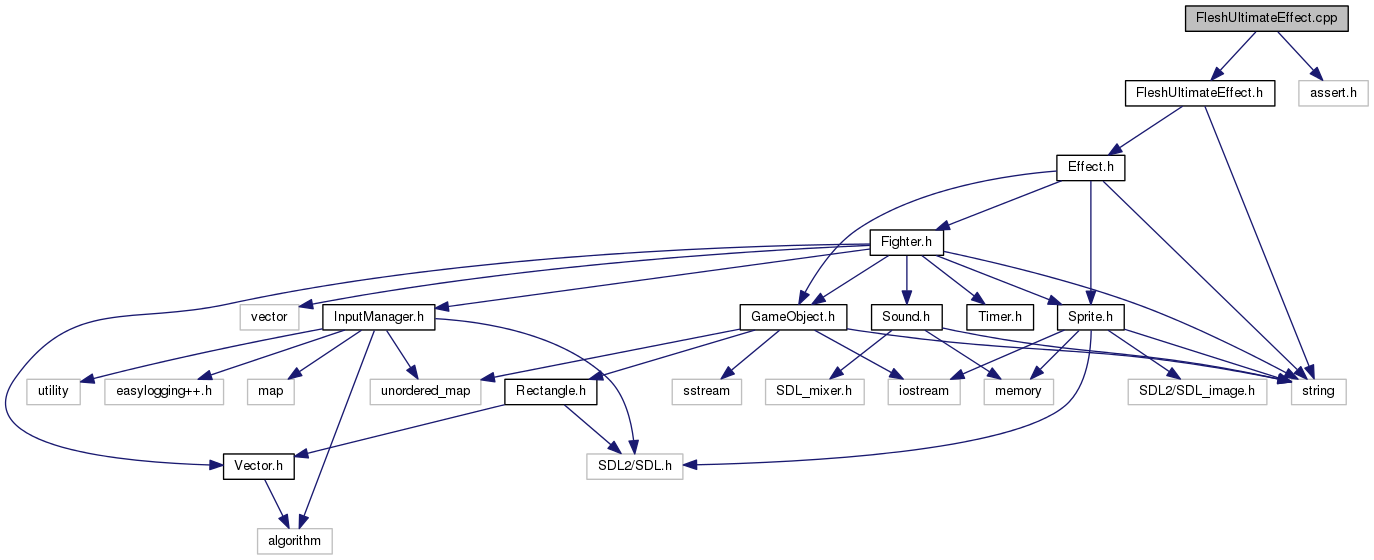 FleshUltimateEffect.cpp
FleshUltimateEffect.h
assert.h
Effect.h
Fighter.h
vector
InputManager.h
GameObject.h
Sound.h
Timer.h
Sprite.h
utility
easylogging++.h
map
unordered_map
Rectangle.h
sstream
SDL_mixer.h
iostream
memory
SDL2/SDL_image.h
string
Vector.h
SDL2/SDL.h
algorithm